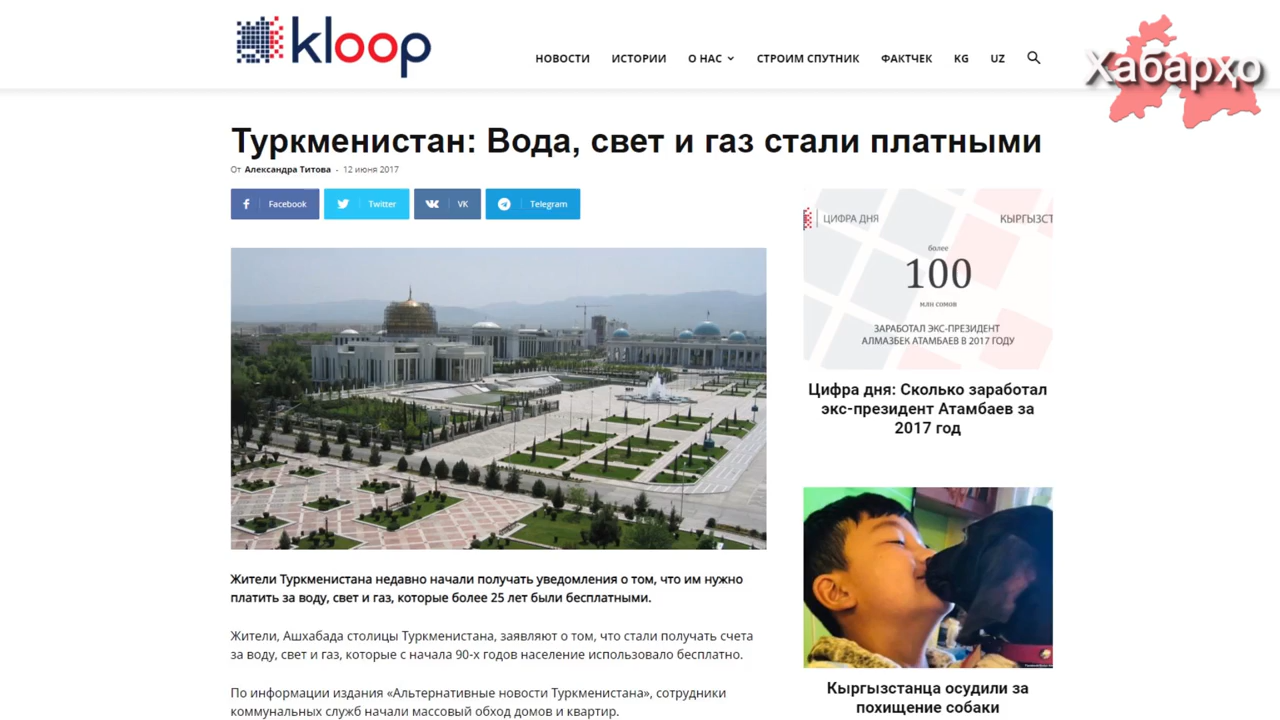 kloop
НОВОСТИ ИСТОРИИ О НАС СТРОИМ СПУТНИК ФАКТЧЕК KG UZ
Хабарҳо
Туркменистан: Вода, свет и газ стали платными
От Александра Титова - 12 июня 2017
Facebook Twitter VK Telegram
Жители Туркменистана недавно начали получать уведомления о том, что им нужно
платить за воду, свет и газ, которые более 25 лет были бесплатными.
Жители, Ашхабада столицы Туркменистана, заявляют о том, что стали получать счета
за воду, свет и газ, которые с начала 90-х годов население использовало бесплатно.
По информации издания «Альтернативные новости Туркменистана», сотрудники
коммунальных служб начали массовый обход домов и квартир.
ЦИФРА ДНЯ КЫРГЫЗСТ
более
100
млн сомов
ЗАРАБОТАЛ ЭКС-ПРЕЗИДЕНТ
АЛМАЗБЕК АТАМБАЕВ В 2017 ГОДУ
Цифра дня: Сколько заработал
экс-президент Атамбаев за
2017 год
Кыргызстанца осудили за
похищение собаки